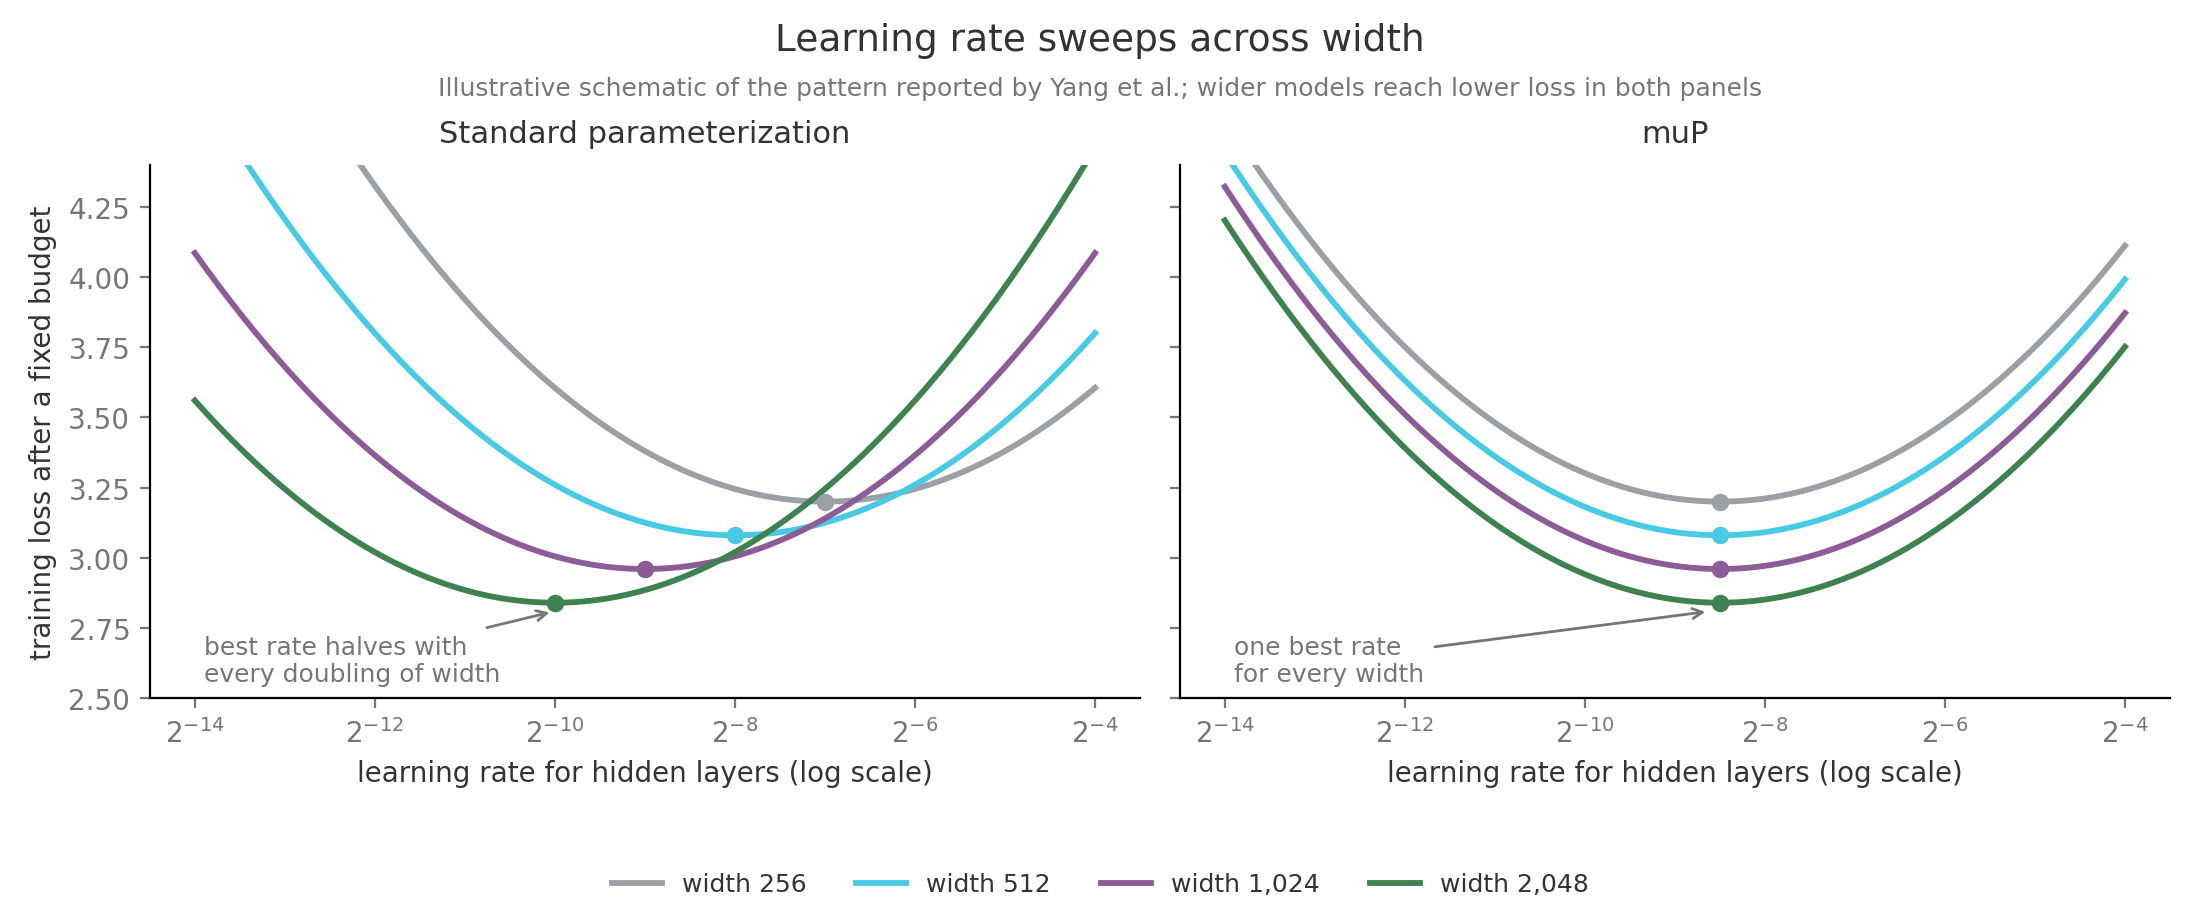 Learning rate sweeps across width
Illustrative schematic of the pattern reported by Yang et al.; wider models reach lower loss in both panels
Standard parameterization
training loss after a fixed budget
4.25
4.00
3.75
3.50
3.25
3.00
2.75
2.50
best rate halves with
every doubling of width
2⁻¹⁴ 2⁻¹² 2⁻¹⁰ 2⁻⁸ 2⁻⁶ 2⁻⁴
learning rate for hidden layers (log scale)
muP
one best rate
for every width
2⁻¹⁴ 2⁻¹² 2⁻¹⁰ 2⁻⁸ 2⁻⁶ 2⁻⁴
learning rate for hidden layers (log scale)
width 256 width 512 width 1,024 width 2,048